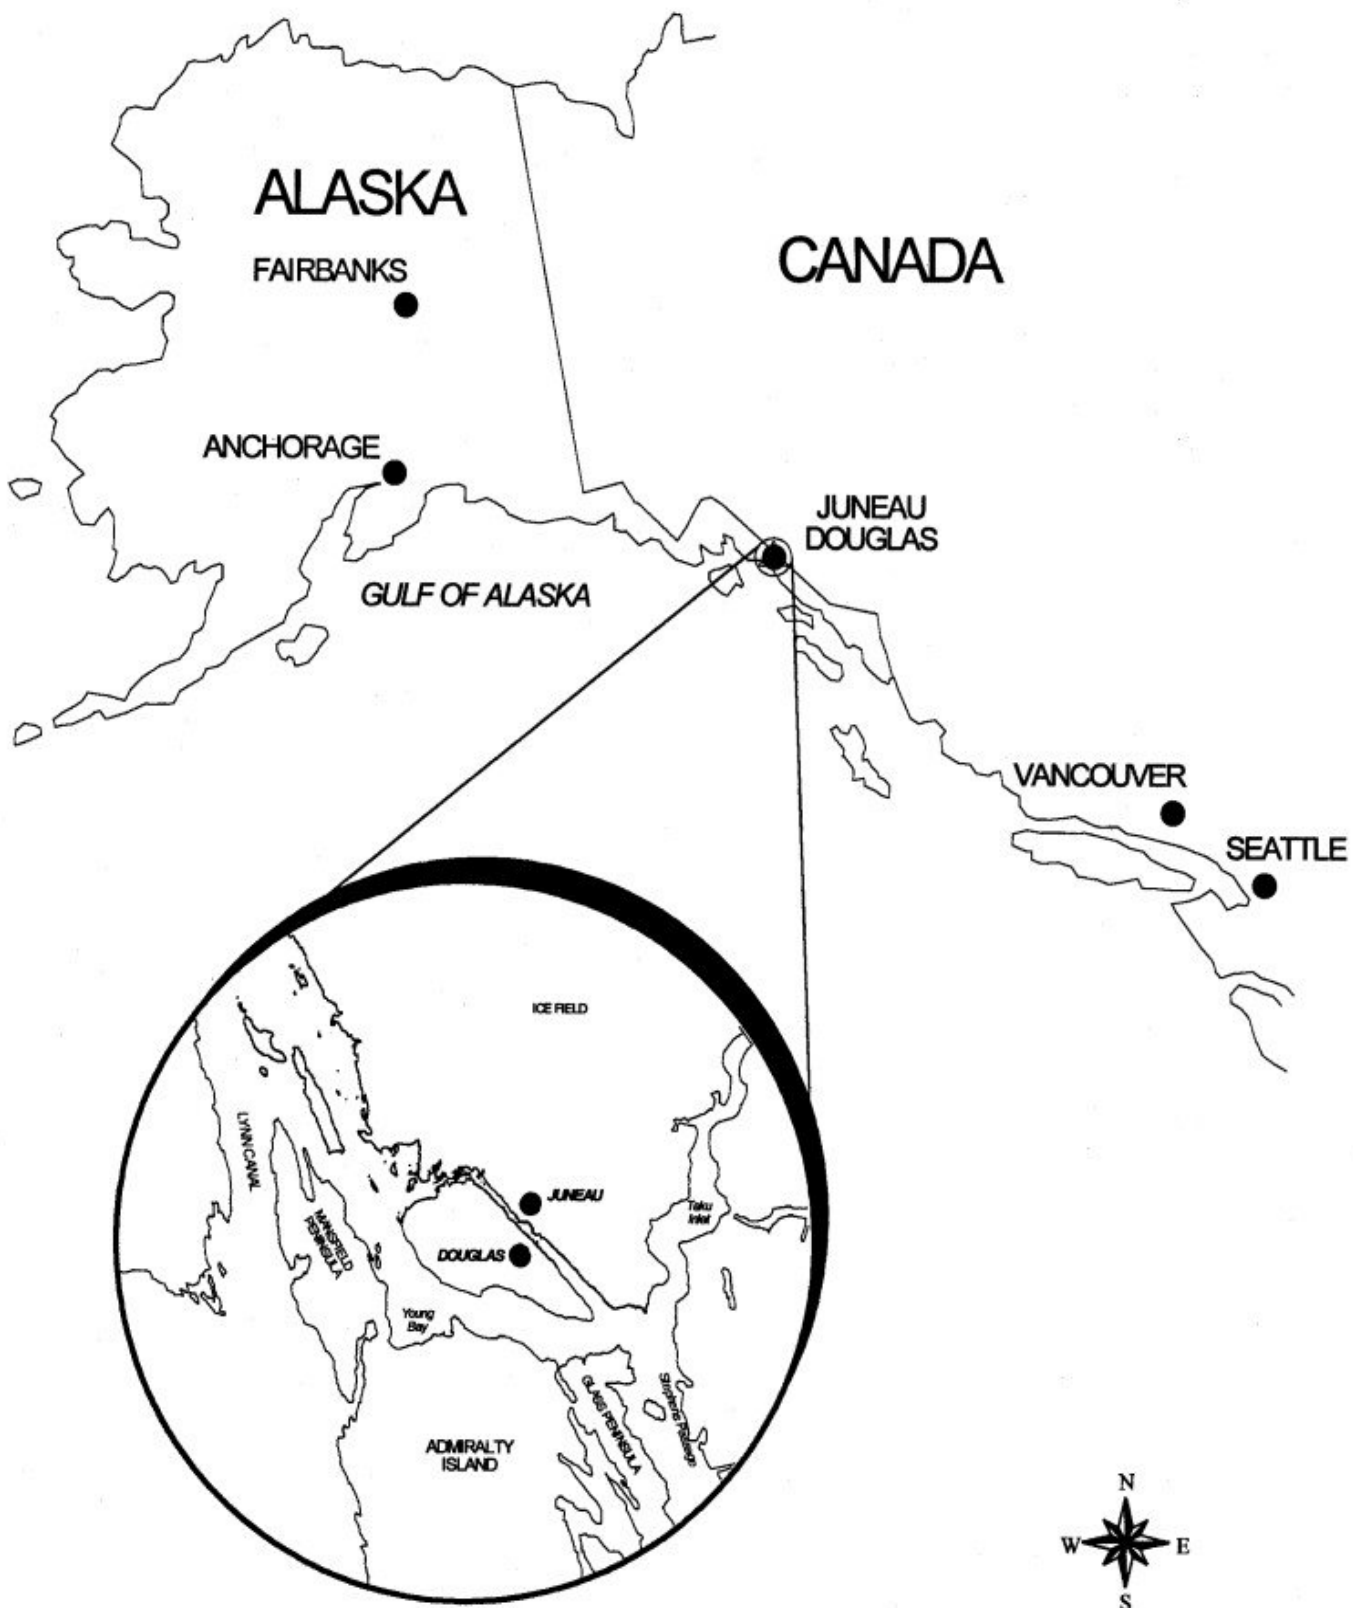 ALASKA
CANADA
FAIRBANKS
ANCHORAGE
JUNEAU
DOUGLAS
GULF OF ALASKA
VANCOUVER
SEATTLE
ICE FIELD
LYNN CANAL
JUNEAU
Taku
Inlet
MANSFIELD
PENINSULA
DOUGLAS
Young
Bay
GLASS PENINSULA
Stephens Passage
ADMIRALTY
ISLAND
N
W
E
S